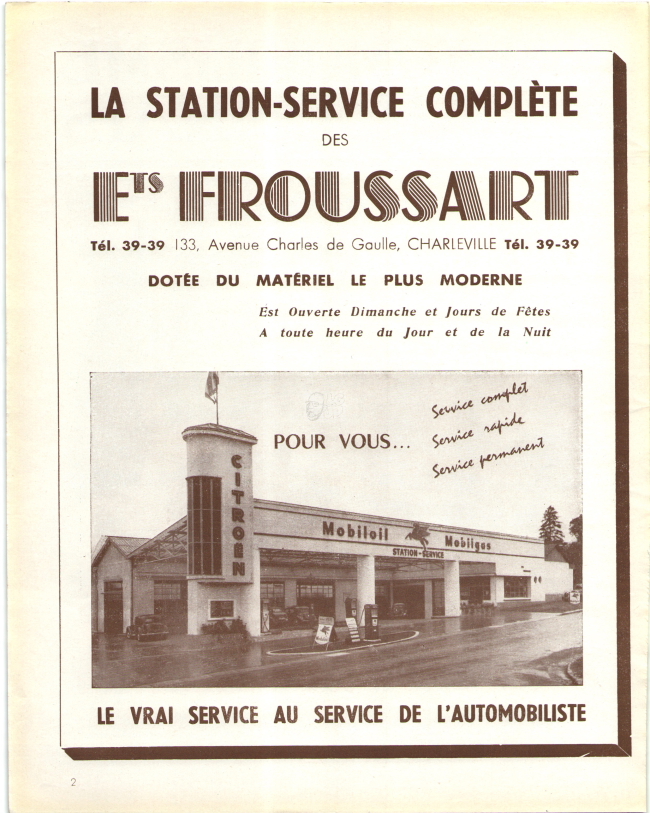 LA STATION-SERVICE COMPLÈTE
DES
ETS FROUSSART
Tél. 39-39 133, Avenue Charles de Gaulle, CHARLEVILLE Tél. 39-39
DOTÉE DU MATÉRIEL LE PLUS MODERNE
Est Ouverte Dimanche et Jours de Fêtes
A toute heure du Jour et de la Nuit
POUR VOUS...
Service complet
Service rapide
Service permanent
CITROËN
Mobiloil Mobilgas
STATION-SERVICE
LE VRAI SERVICE AU SERVICE DE L'AUTOMOBILISTE
2